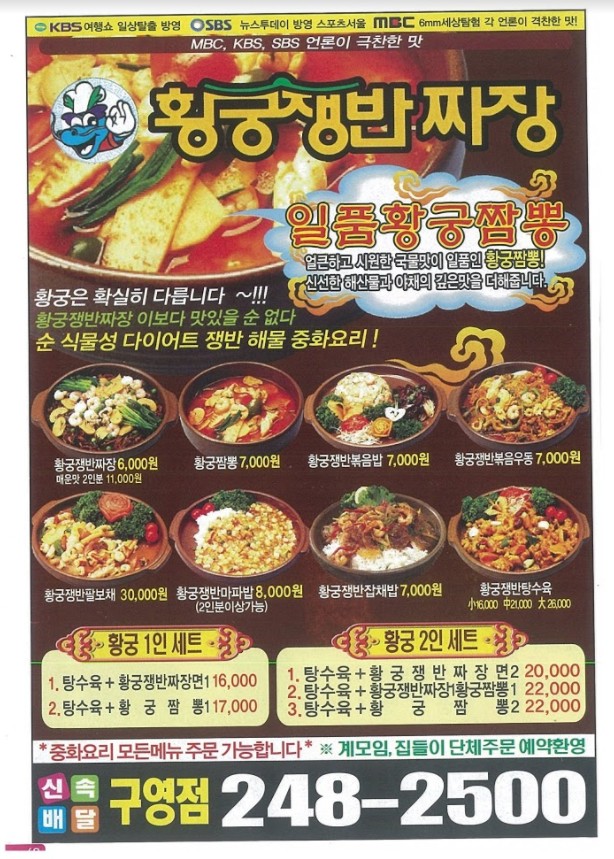 KBS여행쇼 일상탈출 방영 SBS 뉴스투데이 방영 스포츠서울 MBC 6mm세상탐험 각 언론이 격찬한 맛!
MBC, KBS, SBS 언론이 극찬한 맛
황궁쟁반짜장
일품황궁짬뽕
얼큰하고 시원한 국물맛이 일품인 황궁짬뽕!
신선한 해산물과 야채의 깊은맛을 더해줍니다.
황궁은 확실히 다릅니다 ~!!!
황궁쟁반짜장 이보다 맛있을 순 없다
순 식물성 다이어트 쟁반 해물 중화요리 !
황궁쟁반짜장 6,000원
매운맛 2인분 11,000원
황궁짬뽕 7,000원
황궁쟁반볶음밥 7,000원
황궁쟁반볶음우동 7,000원
황궁쟁반팔보채 30,000원
황궁쟁반마파밥 8,000원
(2인분이상가능)
황궁쟁반잡채밥 7,000원
황궁쟁반탕수육
小16,000 中21,000 大26,000
황궁 1인 세트
1. 탕수육 + 황궁쟁반짜장면1 16,000
2. 탕수육 + 황 궁 짬 뽕1 17,000
황궁 2인 세트
1. 탕수육 + 황 궁 쟁 반 짜 장 면 2 20,000
2. 탕수육 + 황궁쟁반짜장1황궁짬뽕1 22,000
3. 탕수육 + 황 궁 짬 뽕2 22,000
*중화요리 모든메뉴 주문 가능합니다* ※ 계모임, 집들이 단체주문 예약환영
신속배달 구영점 248-2500